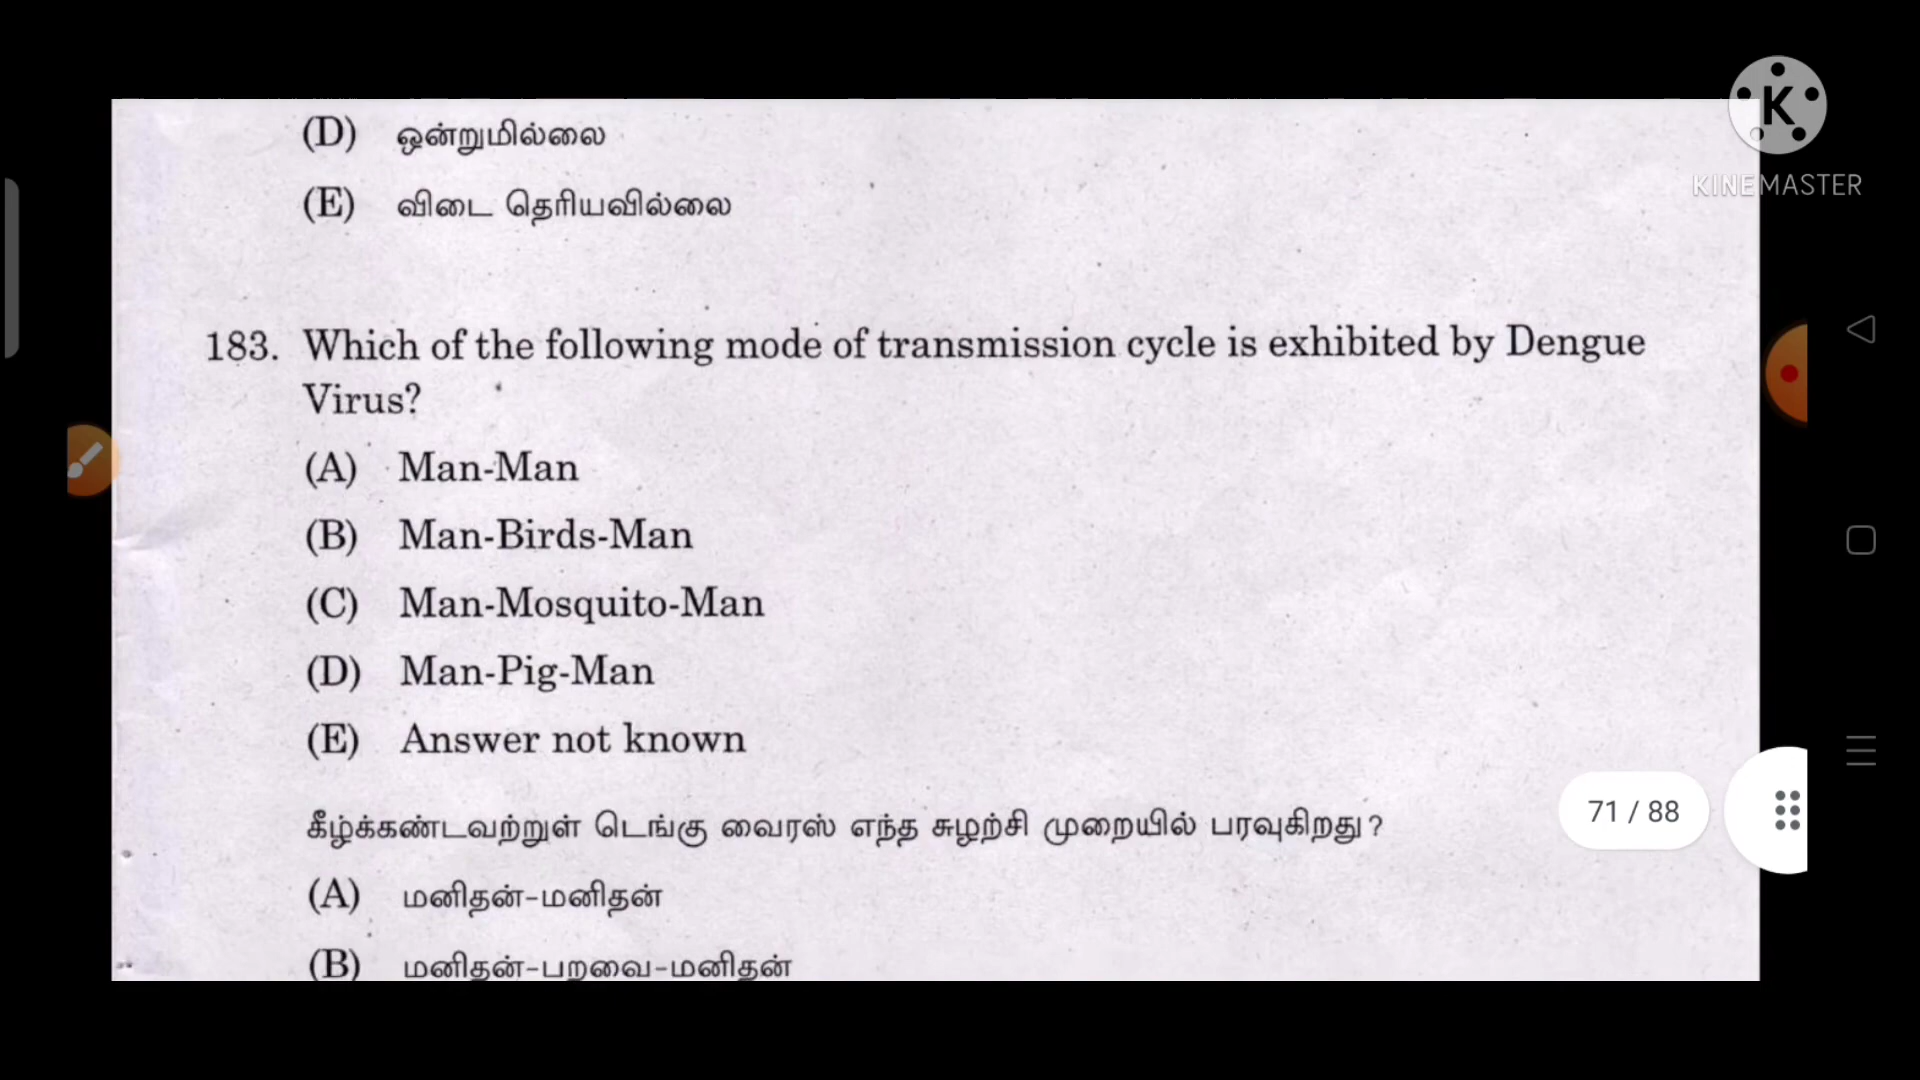 (D) ஒன்றுமில்லை
(E) விடை தெரியவில்லை
K
KINEMASTER
183. Which of the following mode of transmission cycle is exhibited by Dengue
Virus?
(A) Man-Man
(B) Man-Birds-Man
(C) Man-Mosquito-Man
(D) Man-Pig-Man
(E) Answer not known
71 / 88
கீழ்க்கண்டவற்றுள் டெங்கு வைரஸ் எந்த சுழற்சி முறையில் பரவுகிறது?
(A) மனிதன்-மனிதன்
(B) மனிதன்-பறவை-மனிதன்